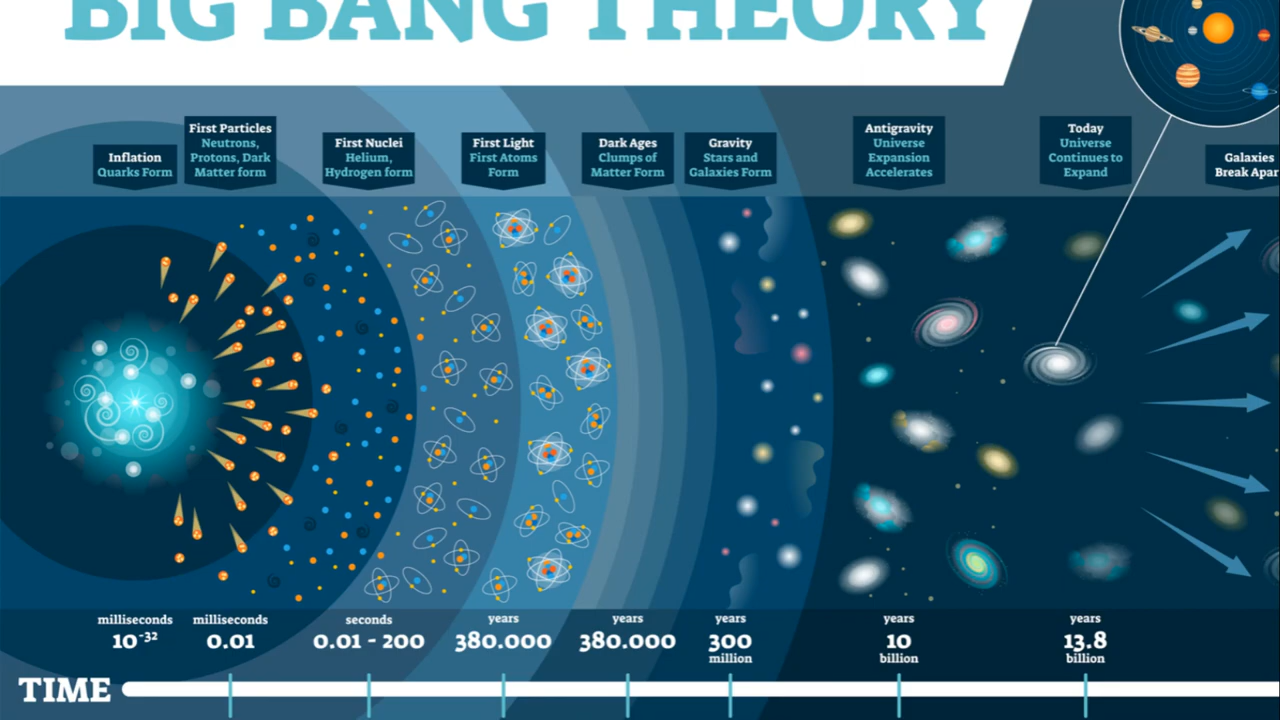 BIG BANG THEORY
Inflation
Quarks Form
First Particles
Neutrons,
Protons, Dark
Matter form
First Nuclei
Helium,
Hydrogen form
First Light
First Atoms
Form
Dark Ages
Clumps of
Matter Form
Gravity
Stars and
Galaxies Form
Antigravity
Universe
Expansion
Accelerates
Today
Universe
Continues to
Expand
Galaxies
Break Apar
milliseconds
10⁻³²
milliseconds
0.01
seconds
0.01 - 200
years
380.000
years
380.000
years
300
million
years
10
billion
years
13.8
billion
TIME